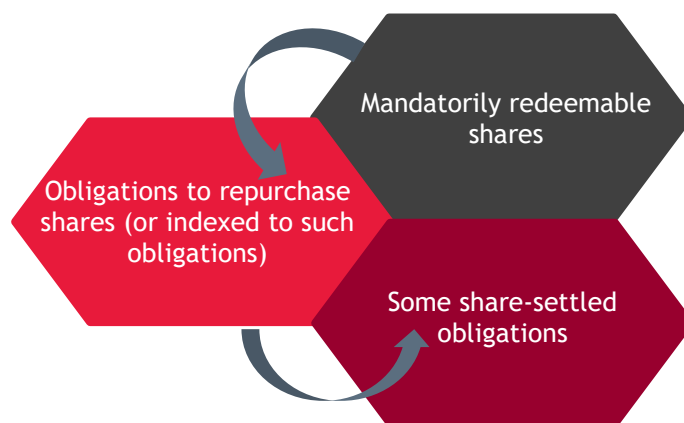 Mandatorily redeemable
shares
Obligations to repurchase
shares (or indexed to such
obligations)
Some share-settled
obligations